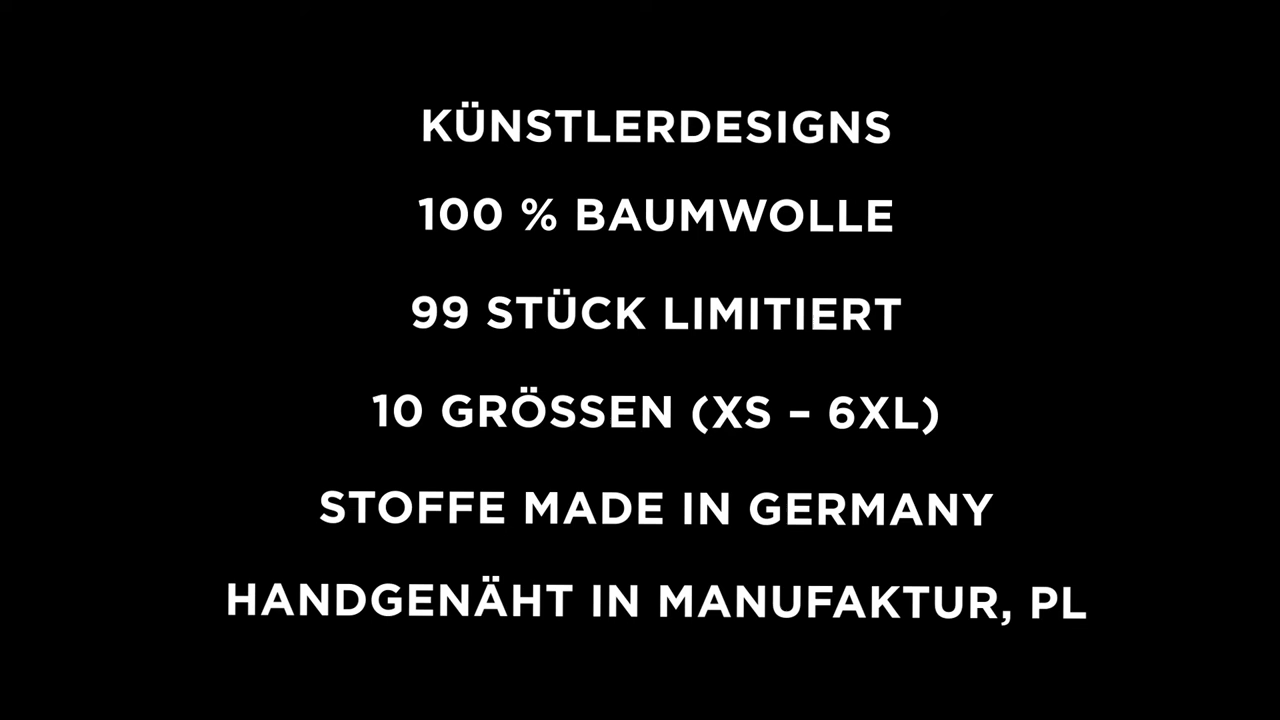 KÜNSTLERDESIGNS
100 % BAUMWOLLE
99 STÜCK LIMITIERT
10 GRÖSSEN (XS – 6XL)
STOFFE MADE IN GERMANY
HANDGENÄHT IN MANUFAKTUR, PL